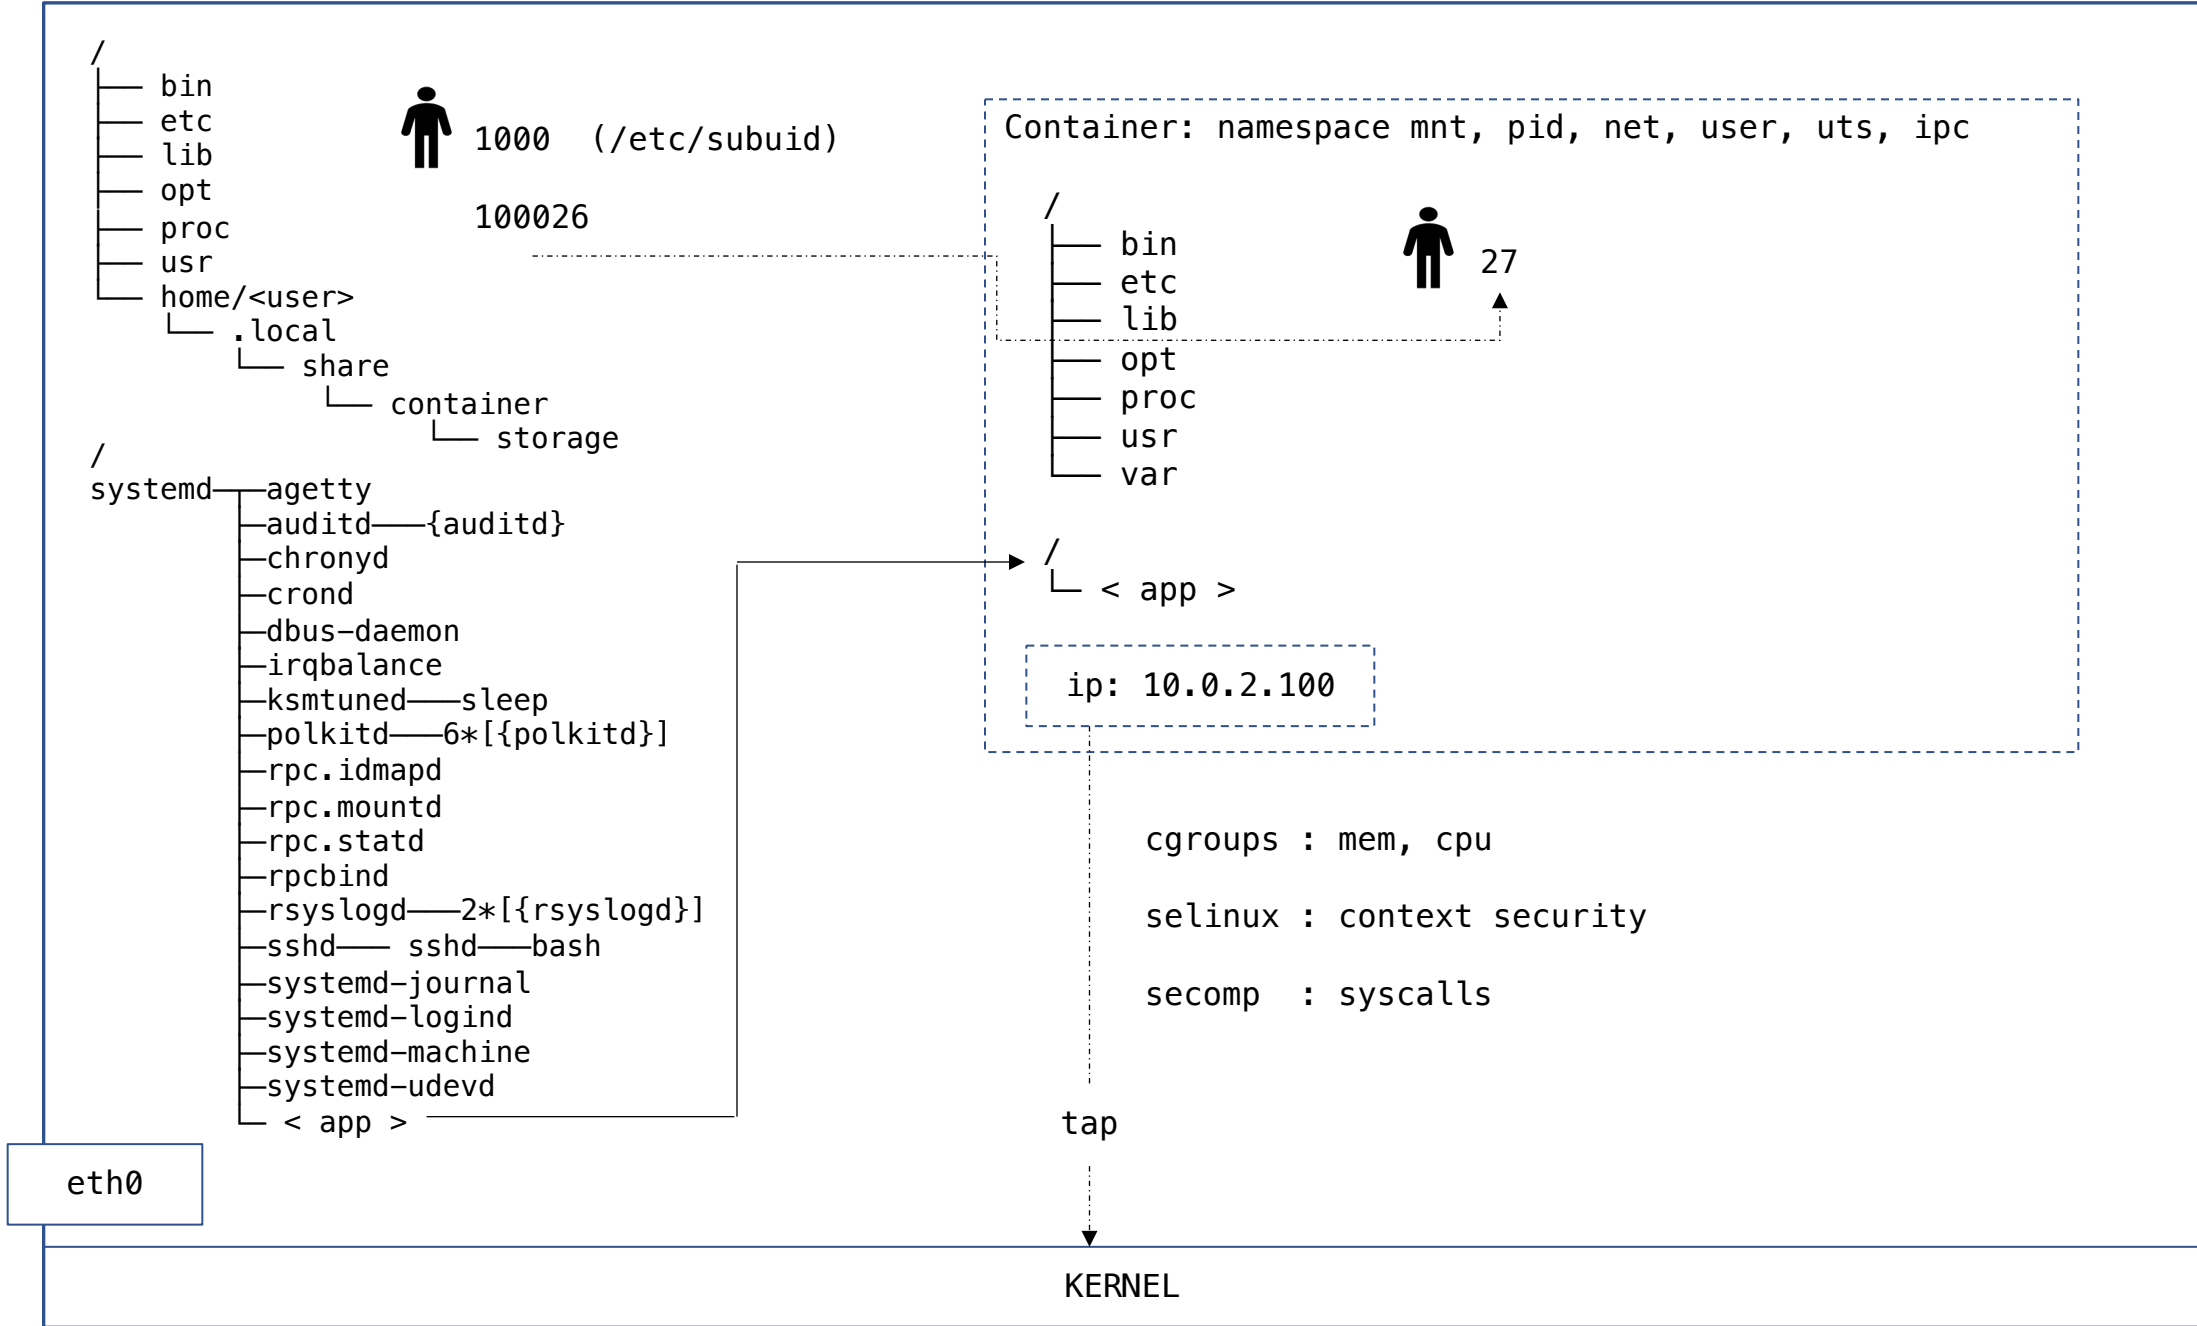 /
├── bin
├── etc
├── lib
├── opt
├── proc
├── usr
└── home/<user>
└── .local
└── share
└── container
└── storage
1000  (/etc/subuid)
100026
/
systemd─┬─agetty
├─auditd───{auditd}
├─chronyd
├─crond
├─dbus-daemon
├─irqbalance
├─ksmtuned───sleep
├─polkitd───6*[{polkitd}]
├─rpc.idmapd
├─rpc.mountd
├─rpc.statd
├─rpcbind
├─rsyslogd───2*[{rsyslogd}]
├─sshd─── sshd───bash
├─systemd-journal
├─systemd-logind
├─systemd-machine
├─systemd-udevd
└─ < app >
Container: namespace mnt, pid, net, user, uts, ipc
/
├── bin
├── etc
├── lib
├── opt
├── proc
├── usr
└── var
27
/
└─ < app >
ip: 10.0.2.100
cgroups : mem, cpu
selinux : context security
secomp  : syscalls
tap
eth0
KERNEL